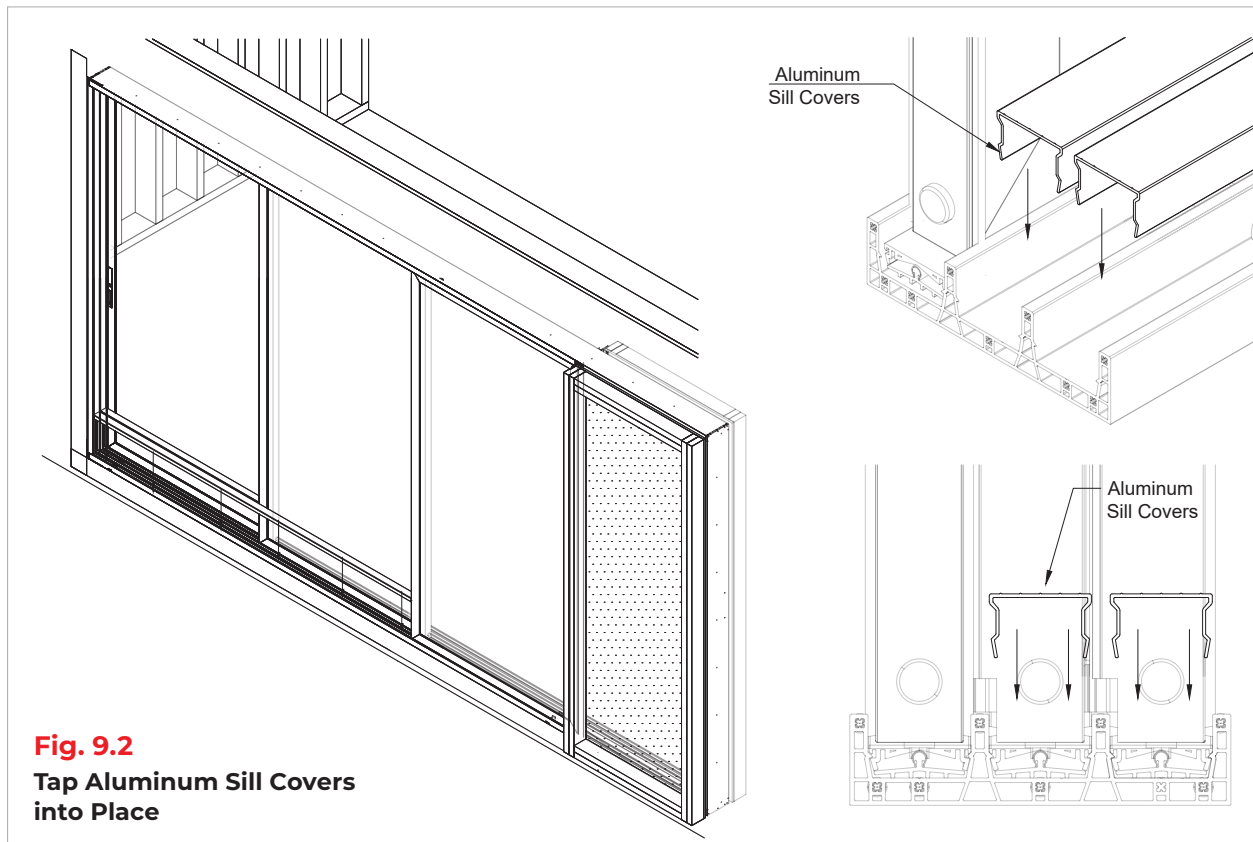 Aluminum
Sill Covers
Aluminum
Sill Covers
Fig. 9.2
Tap Aluminum Sill Covers
into Place